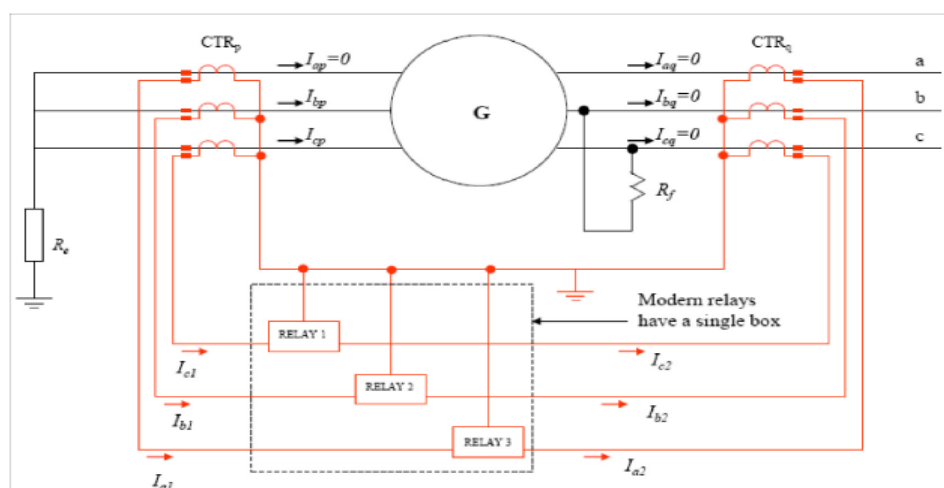 CTRp
CTRq
Iap=0
Iaq=0
a
Ibp
Ibq=0
b
G
Icp
Icq=0
c
Rf
Re
Modern relays
have a single box
RELAY 1
Ic1
Ic2
RELAY 2
Ib1
Ib2
RELAY 3
Ia1
Ia2